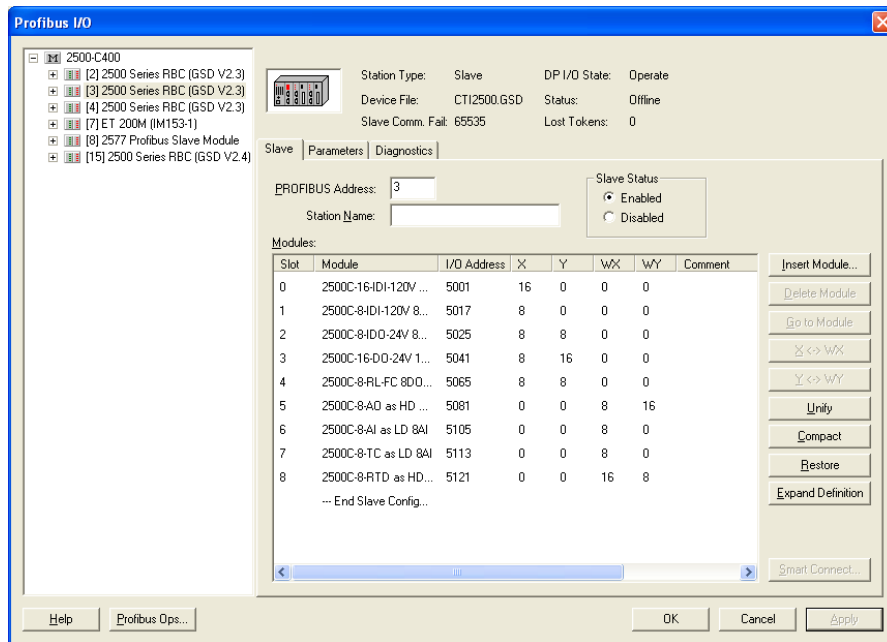 Profibus I/O
2500-C400
[2] 2500 Series RBC (GSD V2.3)
[3] 2500 Series RBC (GSD V2.3)
[4] 2500 Series RBC (GSD V2.3)
[7] ET 200M (IM153-1)
[8] 2577 Profibus Slave Module
[15] 2500 Series RBC (GSD V2.4)
Station Type: Slave DP I/O State: Operate
Device File: CTI2500.GSD Status: Offline
Slave Comm. Fail: 65535 Lost Tokens: 0
Slave Parameters Diagnostics
PROFIBUS Address: 3
Station Name:
Slave Status
Enabled
Disabled
Modules:
Slot Module I/O Address X Y WX WY Comment
0 2500C-16-IDI-120V ... 5001 16 0 0 0
1 2500C-8-IDI-120V 8... 5017 8 0 0 0
2 2500C-8-IDO-24V 8... 5025 8 8 0 0
3 2500C-16-DO-24V 1... 5041 8 16 0 0
4 2500C-8-RL-FC 8DO... 5065 8 8 0 0
5 2500C-8-AO as HD ... 5081 0 0 8 16
6 2500C-8-AI as LD 8AI 5105 0 0 8 0
7 2500C-8-TC as LD 8AI 5113 0 0 8 0
8 2500C-8-RTD as HD... 5121 0 0 16 8
--- End Slave Config...
Insert Module...
Delete Module
Go to Module
X <-> WX
Y <-> WY
Unify
Compact
Restore
Expand Definition
Smart Connect...
Help Profibus Ops... OK Cancel Apply